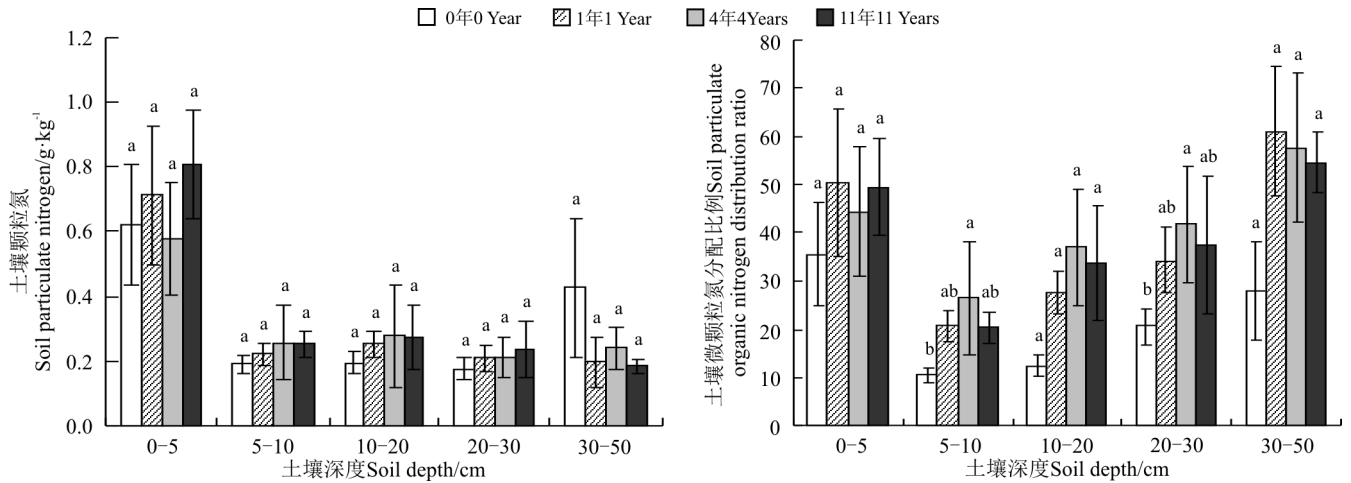 0年0 Year
1年1 Year
4年4Years
11年11 Years
土壤颗粒氮
Soil particulate nitrogen/g·kg⁻¹
1.2
1.0
0.8
0.6
0.4
0.2
0.0
a a a a
a a a a
a a a a
a a a a
a a a a
0−5 5−10 10−20 20−30 30−50
土壤深度Soil depth/cm
土壤微颗粒氮分配比例Soil particulate
organic nitrogen distribution ratio
80
70
60
50
40
30
20
10
0
a a a a
b ab a ab
a a a a
b ab a ab
a a a a
0−5 5−10 10−20 20−30 30−50
土壤深度Soil depth/cm